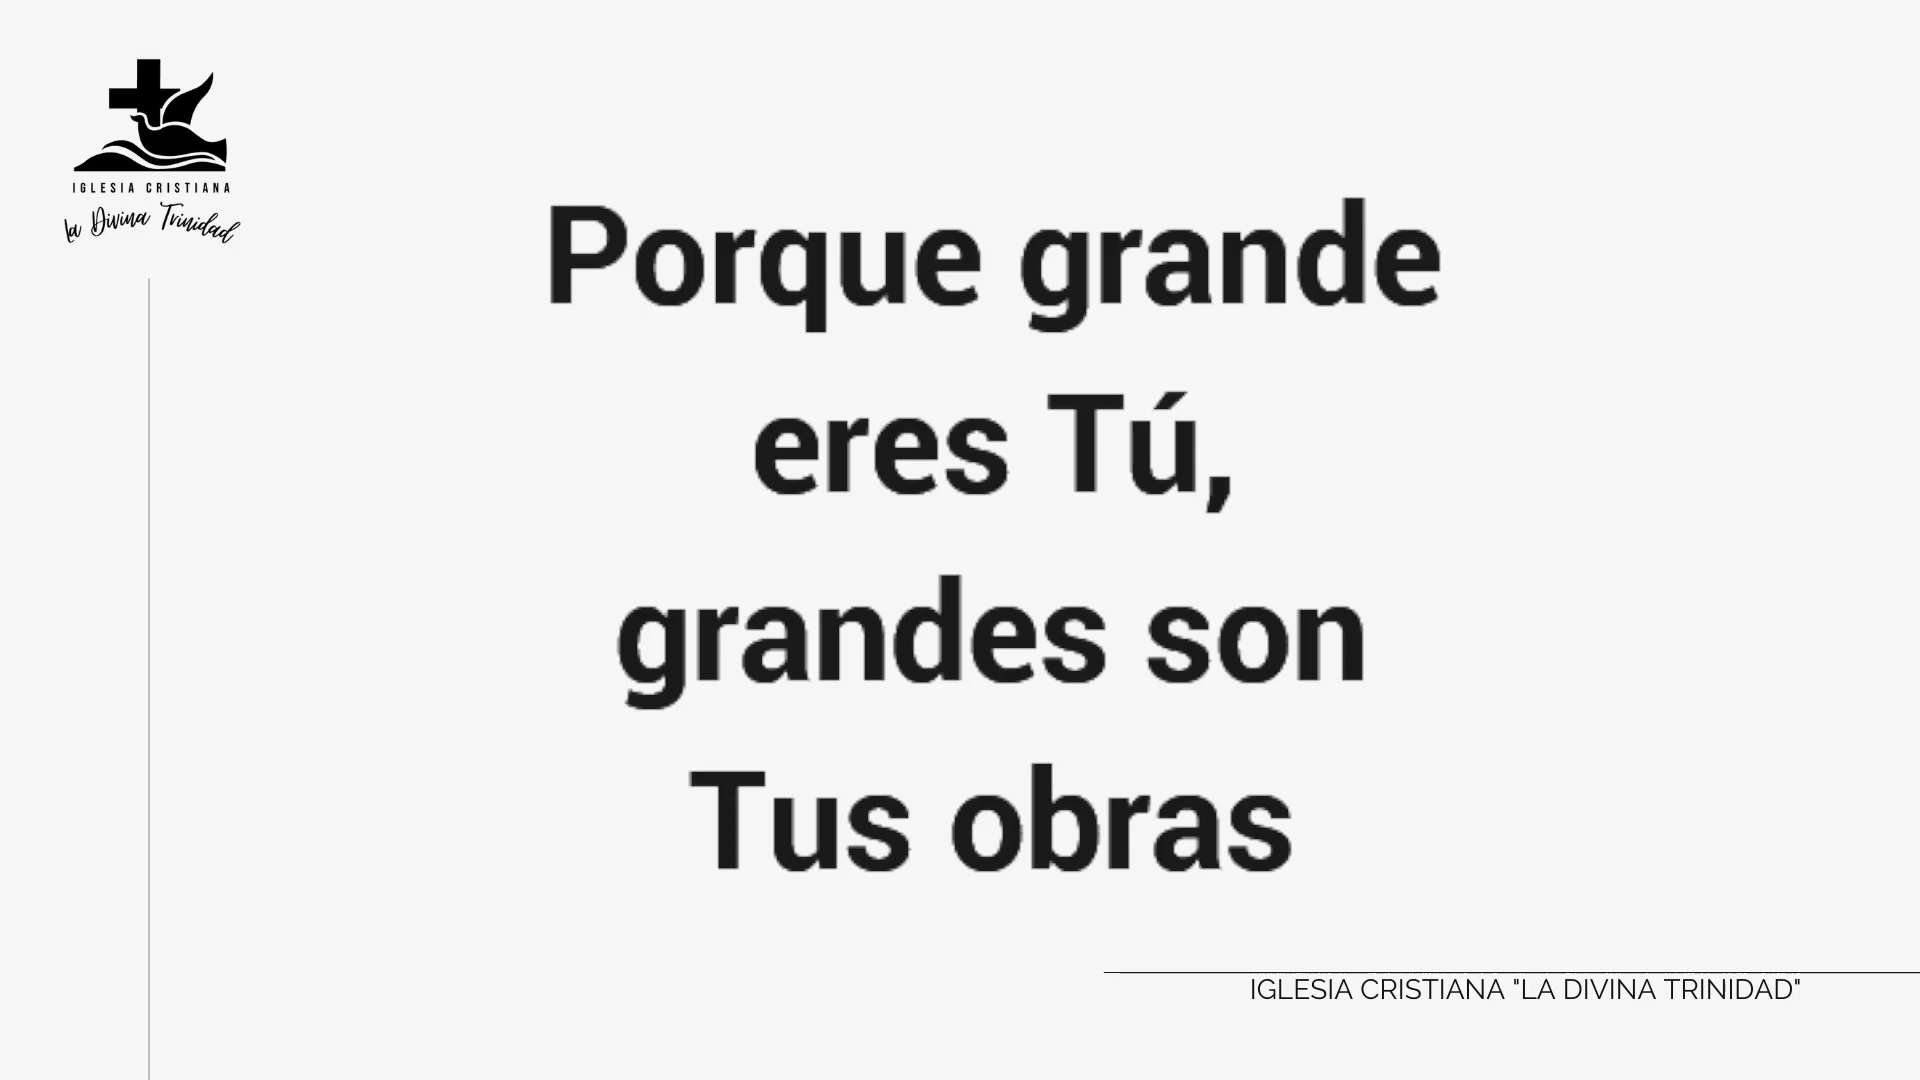 IGLESIA CRISTIANA
la Divina Trinidad
Porque grande
eres Tú,
grandes son
Tus obras
IGLESIA CRISTIANA "LA DIVINA TRINIDAD"